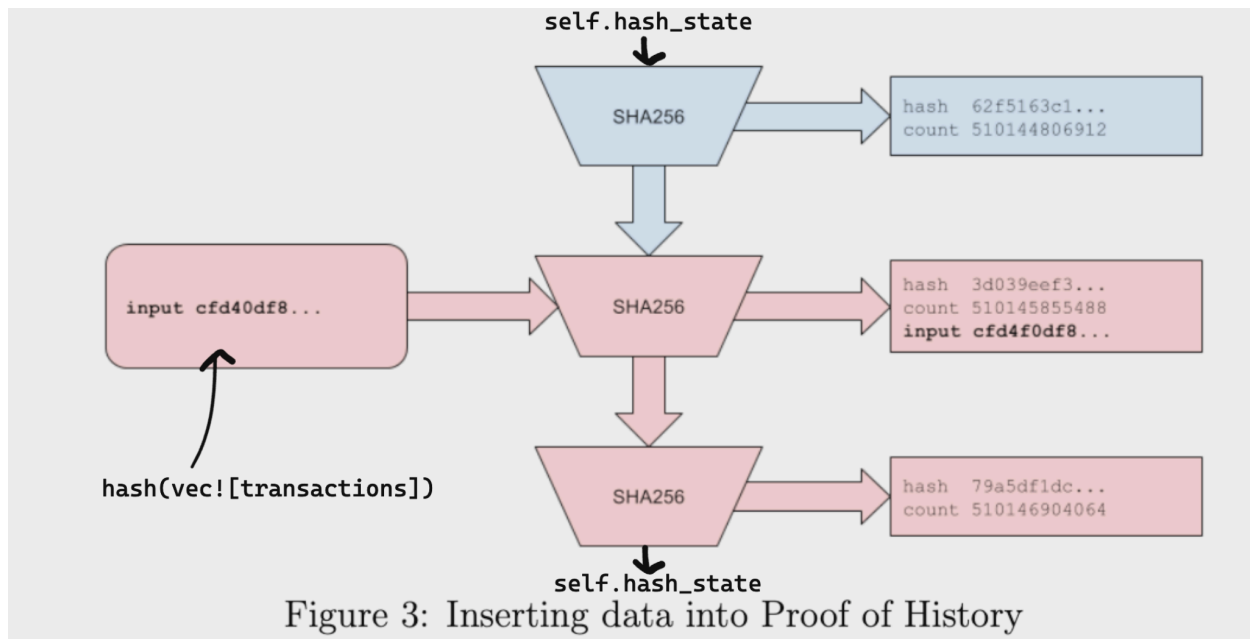 self.hash_state
SHA256
hash 62f5163c1...
count 510144806912
input cfd40df8...
SHA256
hash 3d039eef3...
count 510145855488
input cfd4f0df8...
hash(vec![transactions])
SHA256
hash 79a5df1dc...
count 510146904064
self.hash_state
Figure 3: Inserting data into Proof of History